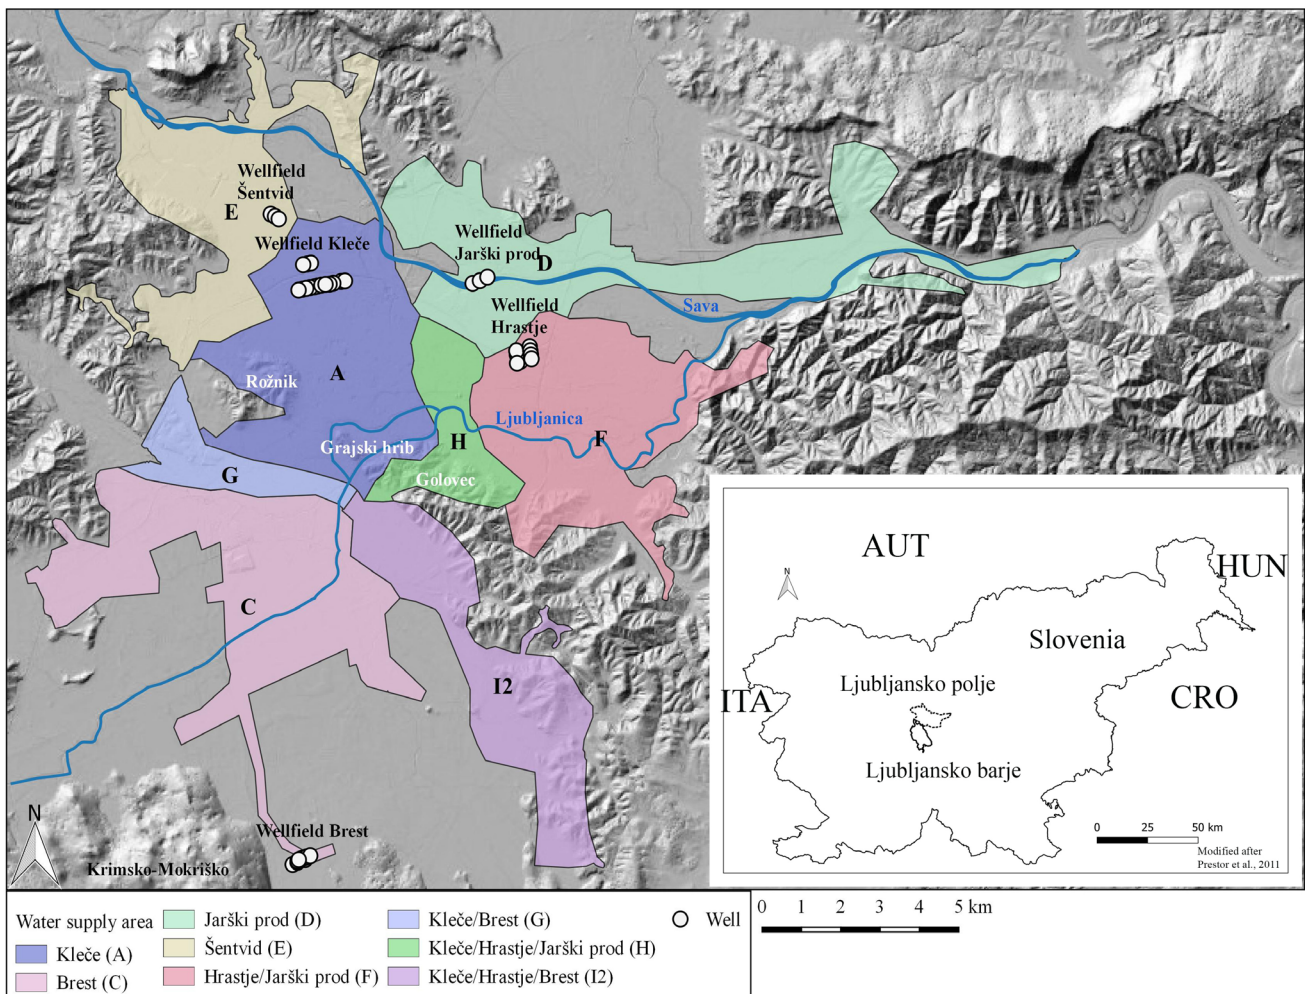 Wellfield
Šentvid
E
Wellfield Kleče
Wellfield
Jarški prod
D
Wellfield
Hrastje
Sava
Rožnik
A
Ljubljanica
Grajski hrib
H
F
Golovec
G
C
I2
N
Wellfield Brest
Krimsko-Mokriško
AUT
HUN
N
Slovenia
Ljubljansko polje
ITA
CRO
Ljubljansko barje
0 25 50 km
Modified after
Prestor et al., 2011
Water supply area
Kleče (A)
Brest (C)
Jarški prod (D)
Šentvid (E)
Hrastje/Jarški prod (F)
Kleče/Brest (G)
Kleče/Hrastje/Jarški prod (H)
Kleče/Hrastje/Brest (I2)
Well
0 1 2 3 4 5 km